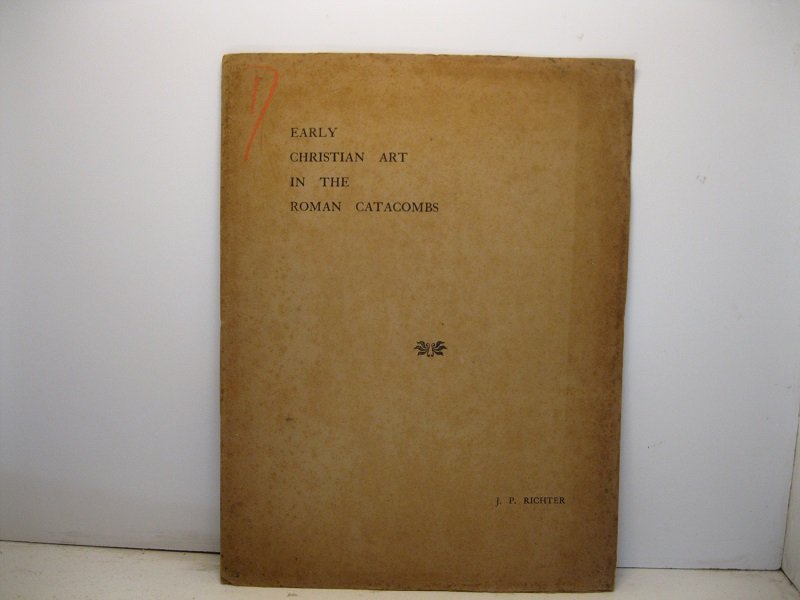 EARLY
CHRISTIAN ART
IN THE
ROMAN CATACOMBS
J. P. RICHTER